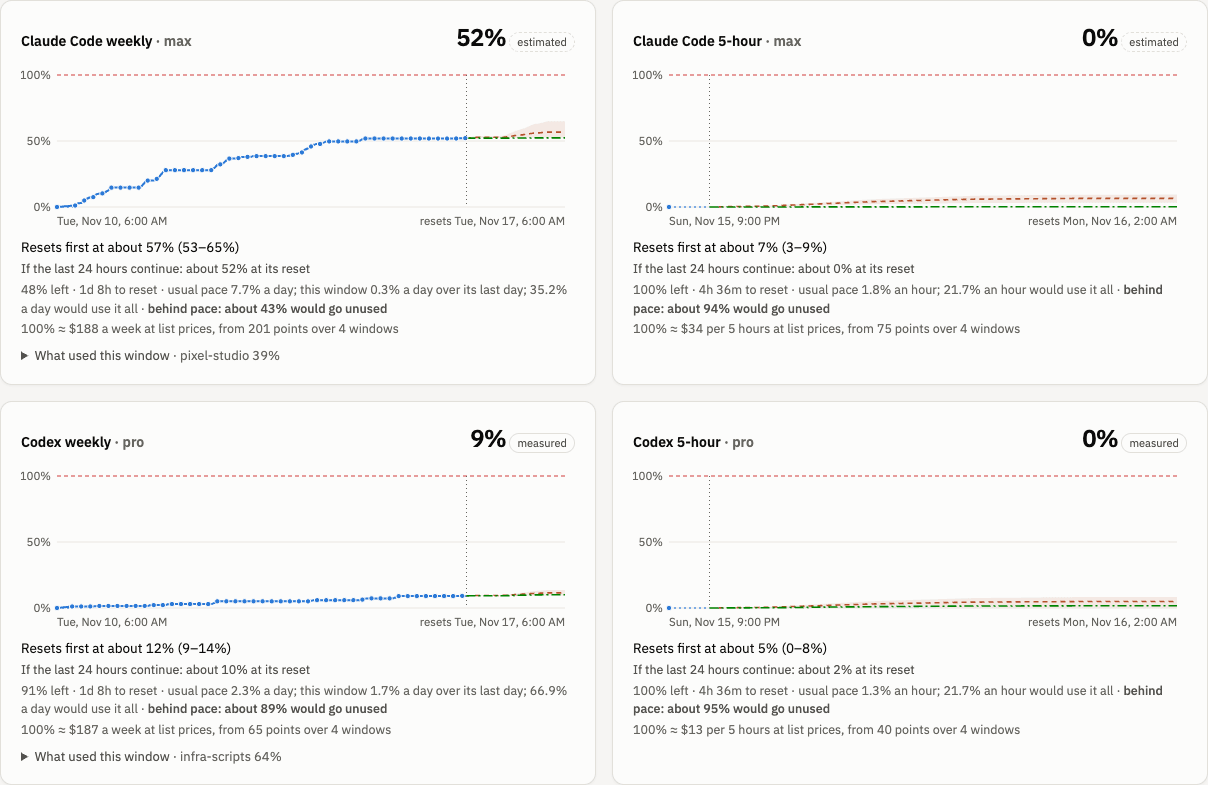 Claude Code weekly · max
52% estimated
100%
50%
0%
Tue, Nov 10, 6:00 AM
resets Tue, Nov 17, 6:00 AM
Resets first at about 57% (53–65%)
If the last 24 hours continue: about 52% at its reset
48% left · 1d 8h to reset · usual pace 7.7% a day; this window 0.3% a day over its last day; 35.2%
a day would use it all · behind pace: about 43% would go unused
100% ≈ $188 a week at list prices, from 201 points over 4 windows
▶ What used this window · pixel-studio 39%
Claude Code 5-hour · max
0% estimated
100%
50%
0%
Sun, Nov 15, 9:00 PM
resets Mon, Nov 16, 2:00 AM
Resets first at about 7% (3–9%)
If the last 24 hours continue: about 0% at its reset
100% left · 4h 36m to reset · usual pace 1.8% an hour; 21.7% an hour would use it all · behind
pace: about 94% would go unused
100% ≈ $34 per 5 hours at list prices, from 75 points over 4 windows
Codex weekly · pro
9% measured
100%
50%
0%
Tue, Nov 10, 6:00 AM
resets Tue, Nov 17, 6:00 AM
Resets first at about 12% (9–14%)
If the last 24 hours continue: about 10% at its reset
91% left · 1d 8h to reset · usual pace 2.3% a day; this window 1.7% a day over its last day; 66.9%
a day would use it all · behind pace: about 89% would go unused
100% ≈ $187 a week at list prices, from 65 points over 4 windows
▶ What used this window · infra-scripts 64%
Codex 5-hour · pro
0% measured
100%
50%
0%
Sun, Nov 15, 9:00 PM
resets Mon, Nov 16, 2:00 AM
Resets first at about 5% (0–8%)
If the last 24 hours continue: about 2% at its reset
100% left · 4h 36m to reset · usual pace 1.3% an hour; 21.7% an hour would use it all · behind
pace: about 95% would go unused
100% ≈ $13 per 5 hours at list prices, from 40 points over 4 windows